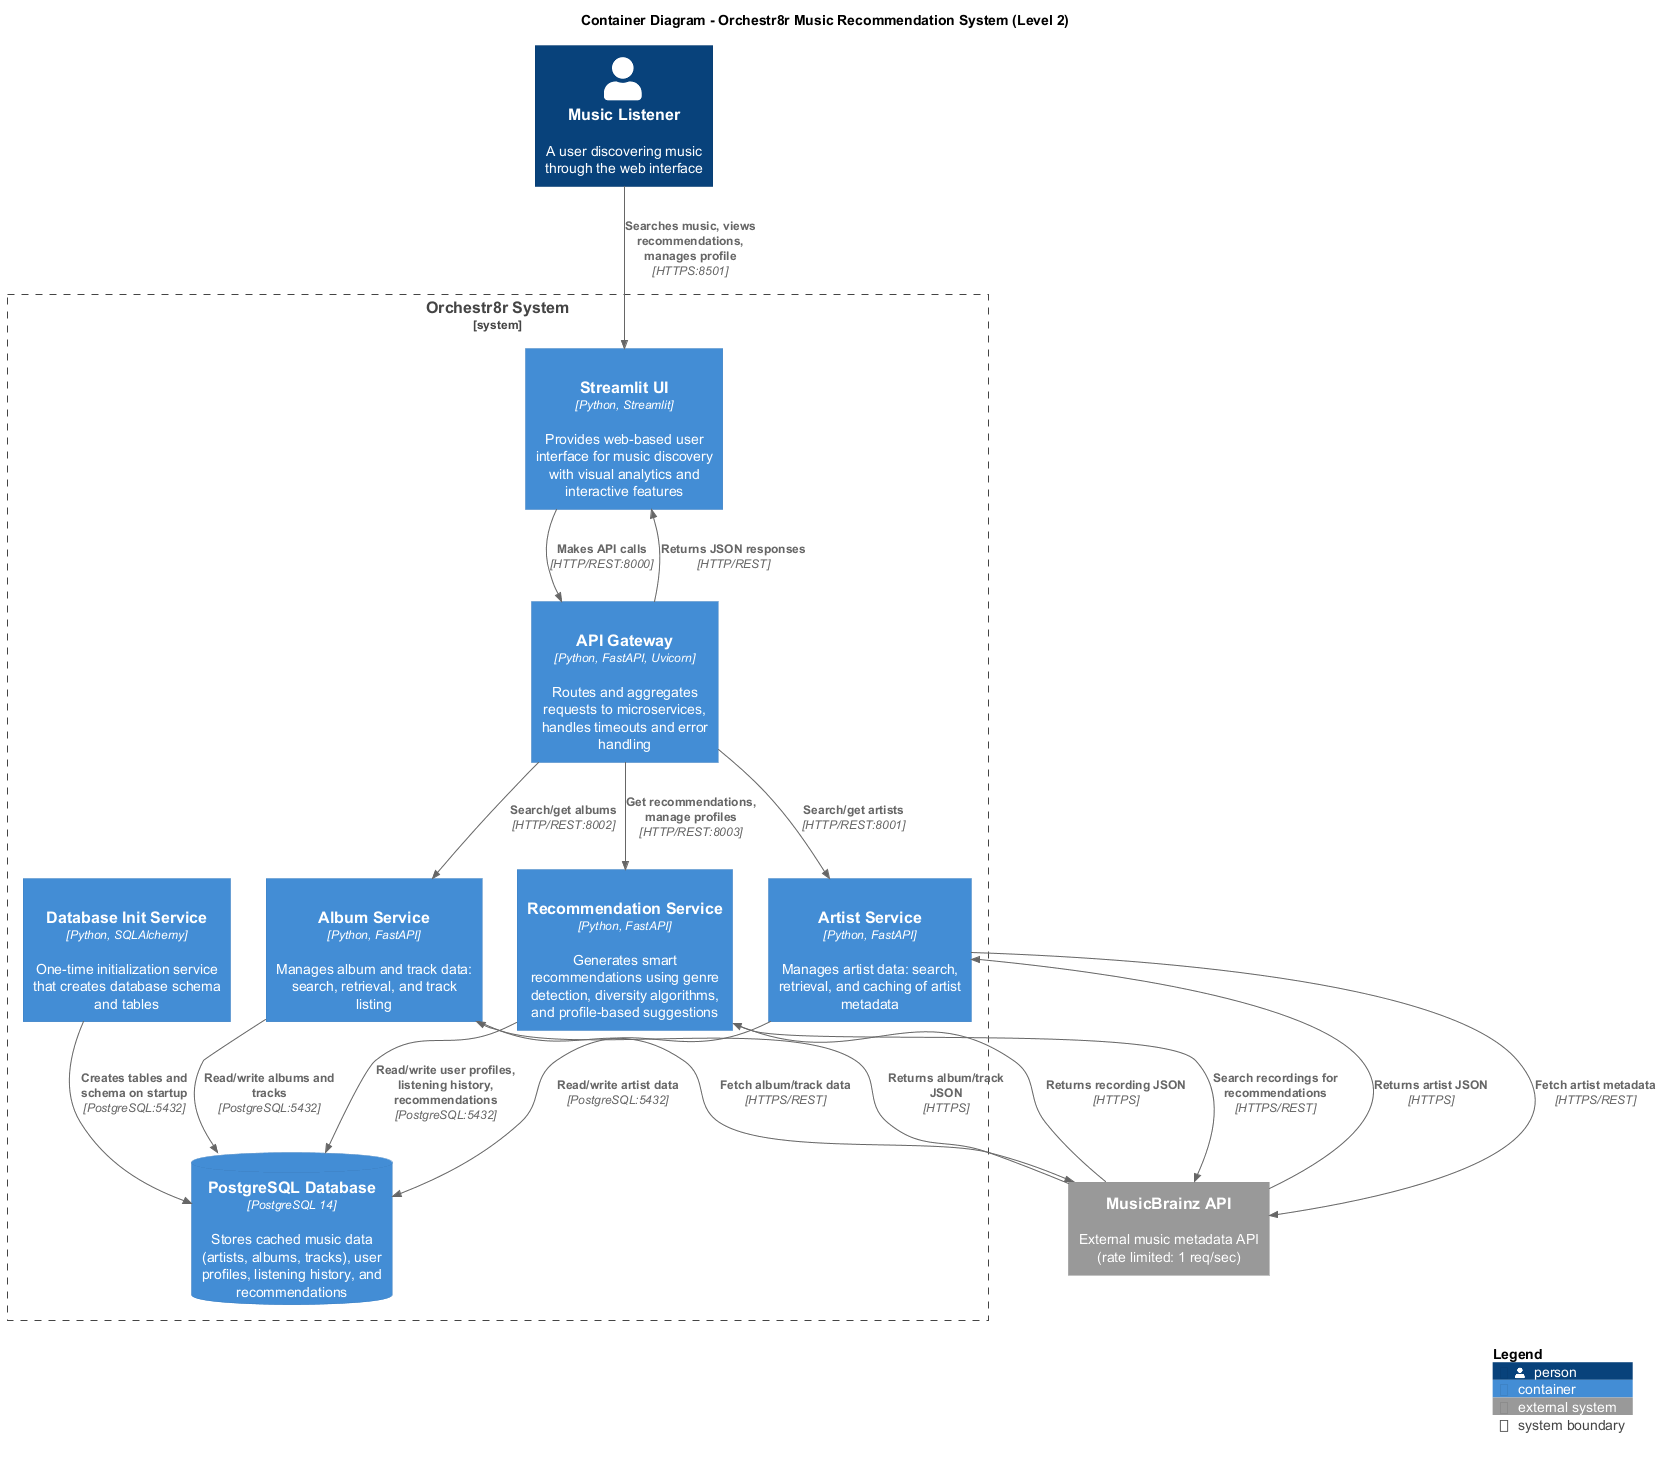 Container Diagram - Orchestr8r Music Recommendation System (Level 2)
Music Listener
A user discovering music
through the web interface
Searches music, views
recommendations,
manages profile
[HTTPS:8501]
Orchestr8r System
[system]
Streamlit UI
[Python, Streamlit]
Provides web-based user
interface for music discovery
with visual analytics and
interactive features
Makes API calls
[HTTP/REST:8000]
Returns JSON responses
[HTTP/REST]
API Gateway
[Python, FastAPI, Uvicorn]
Routes and aggregates
requests to microservices,
handles timeouts and error
handling
Search/get albums
[HTTP/REST:8002]
Get recommendations,
manage profiles
[HTTP/REST:8003]
Search/get artists
[HTTP/REST:8001]
Database Init Service
[Python, SQLAlchemy]
One-time initialization service
that creates database schema
and tables
Album Service
[Python, FastAPI]
Manages album and track data:
search, retrieval, and track
listing
Recommendation Service
[Python, FastAPI]
Generates smart
recommendations using genre
detection, diversity algorithms,
and profile-based suggestions
Artist Service
[Python, FastAPI]
Manages artist data: search,
retrieval, and caching of artist
metadata
Creates tables and
schema on startup
[PostgreSQL:5432]
Read/write albums and
tracks
[PostgreSQL:5432]
Read/write user profiles,
listening history,
recommendations
[PostgreSQL:5432]
Read/write artist data
[PostgreSQL:5432]
Fetch album/track data
[HTTPS/REST]
Returns album/track
JSON
[HTTPS]
Returns recording JSON
[HTTPS]
Search recordings for
recommendations
[HTTPS/REST]
Returns artist JSON
[HTTPS]
Fetch artist metadata
[HTTPS/REST]
PostgreSQL Database
[PostgreSQL 14]
Stores cached music data
(artists, albums, tracks), user
profiles, listening history, and
recommendations
MusicBrainz API
External music metadata API
(rate limited: 1 req/sec)
Legend
person
container
external system
system boundary